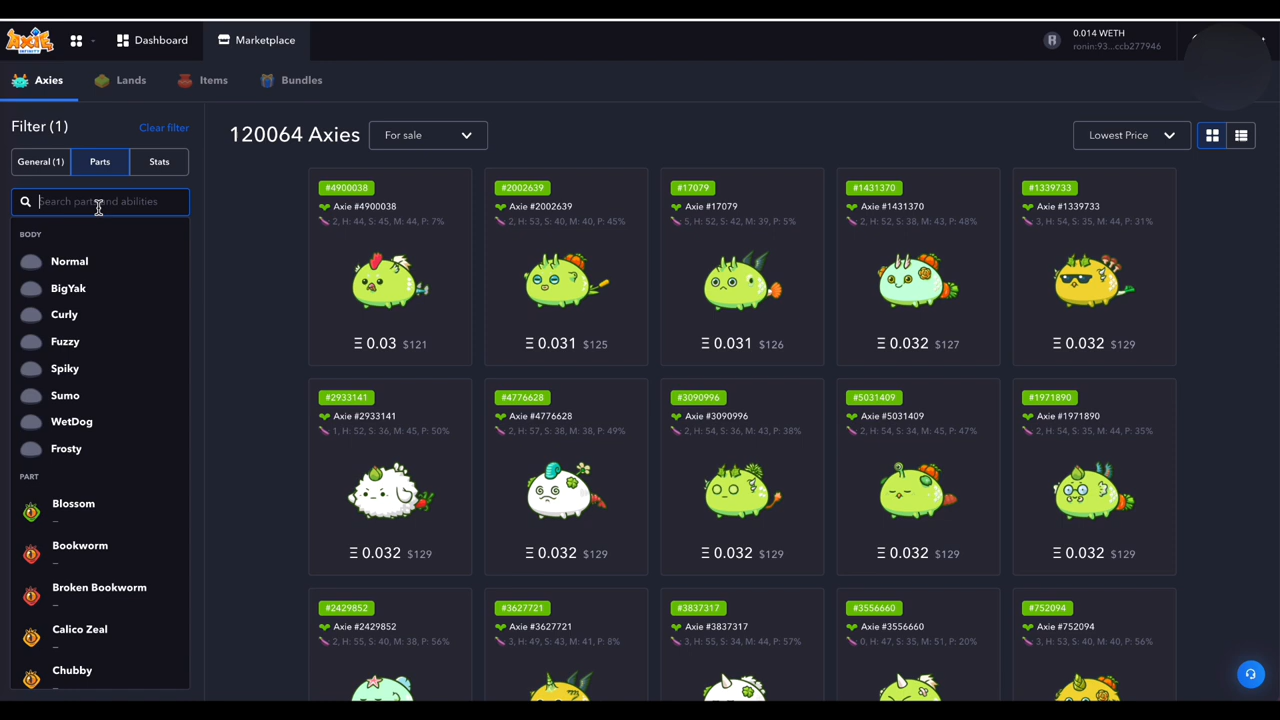 AXIE
INFINITY
Dashboard
Marketplace
0.014 WETH
ronin:93...ccb277946
Axies
Lands
Items
Bundles
Filter (1)
Clear filter
General (1)
Parts
Stats
Search parts and abilities
BODY
Normal
BigYak
Curly
Fuzzy
Spiky
Sumo
WetDog
Frosty
PART
Blossom
–
Bookworm
–
Broken Bookworm
–
Calico Zeal
–
Chubby
120064 Axies
For sale
Lowest Price
#4900038
Axie #4900038
2, H: 44, S: 45, M: 44, P: 7%
Ξ 0.03 $121
#2002639
Axie #2002639
2, H: 53, S: 40, M: 40, P: 45%
Ξ 0.031 $125
#17079
Axie #17079
5, H: 52, S: 42, M: 39, P: 5%
Ξ 0.031 $126
#1431370
Axie #1431370
2, H: 52, S: 38, M: 43, P: 48%
Ξ 0.032 $127
#1339733
Axie #1339733
3, H: 54, S: 35, M: 44, P: 31%
Ξ 0.032 $129
#2933141
Axie #2933141
1, H: 52, S: 36, M: 45, P: 50%
Ξ 0.032 $129
#4776628
Axie #4776628
2, H: 57, S: 38, M: 38, P: 49%
Ξ 0.032 $129
#3090996
Axie #3090996
2, H: 54, S: 36, M: 43, P: 38%
Ξ 0.032 $129
#5031409
Axie #5031409
2, H: 54, S: 34, M: 45, P: 47%
Ξ 0.032 $129
#1971890
Axie #1971890
2, H: 54, S: 35, M: 44, P: 35%
Ξ 0.032 $129
#2429852
Axie #2429852
2, H: 55, S: 40, M: 38, P: 56%
#3627721
Axie #3627721
3, H: 49, S: 43, M: 41, P: 8%
#3837317
Axie #3837317
3, H: 55, S: 34, M: 44, P: 57%
#3556660
Axie #3556660
0, H: 47, S: 35, M: 51, P: 20%
#752094
Axie #752094
3, H: 53, S: 40, M: 40, P: 56%